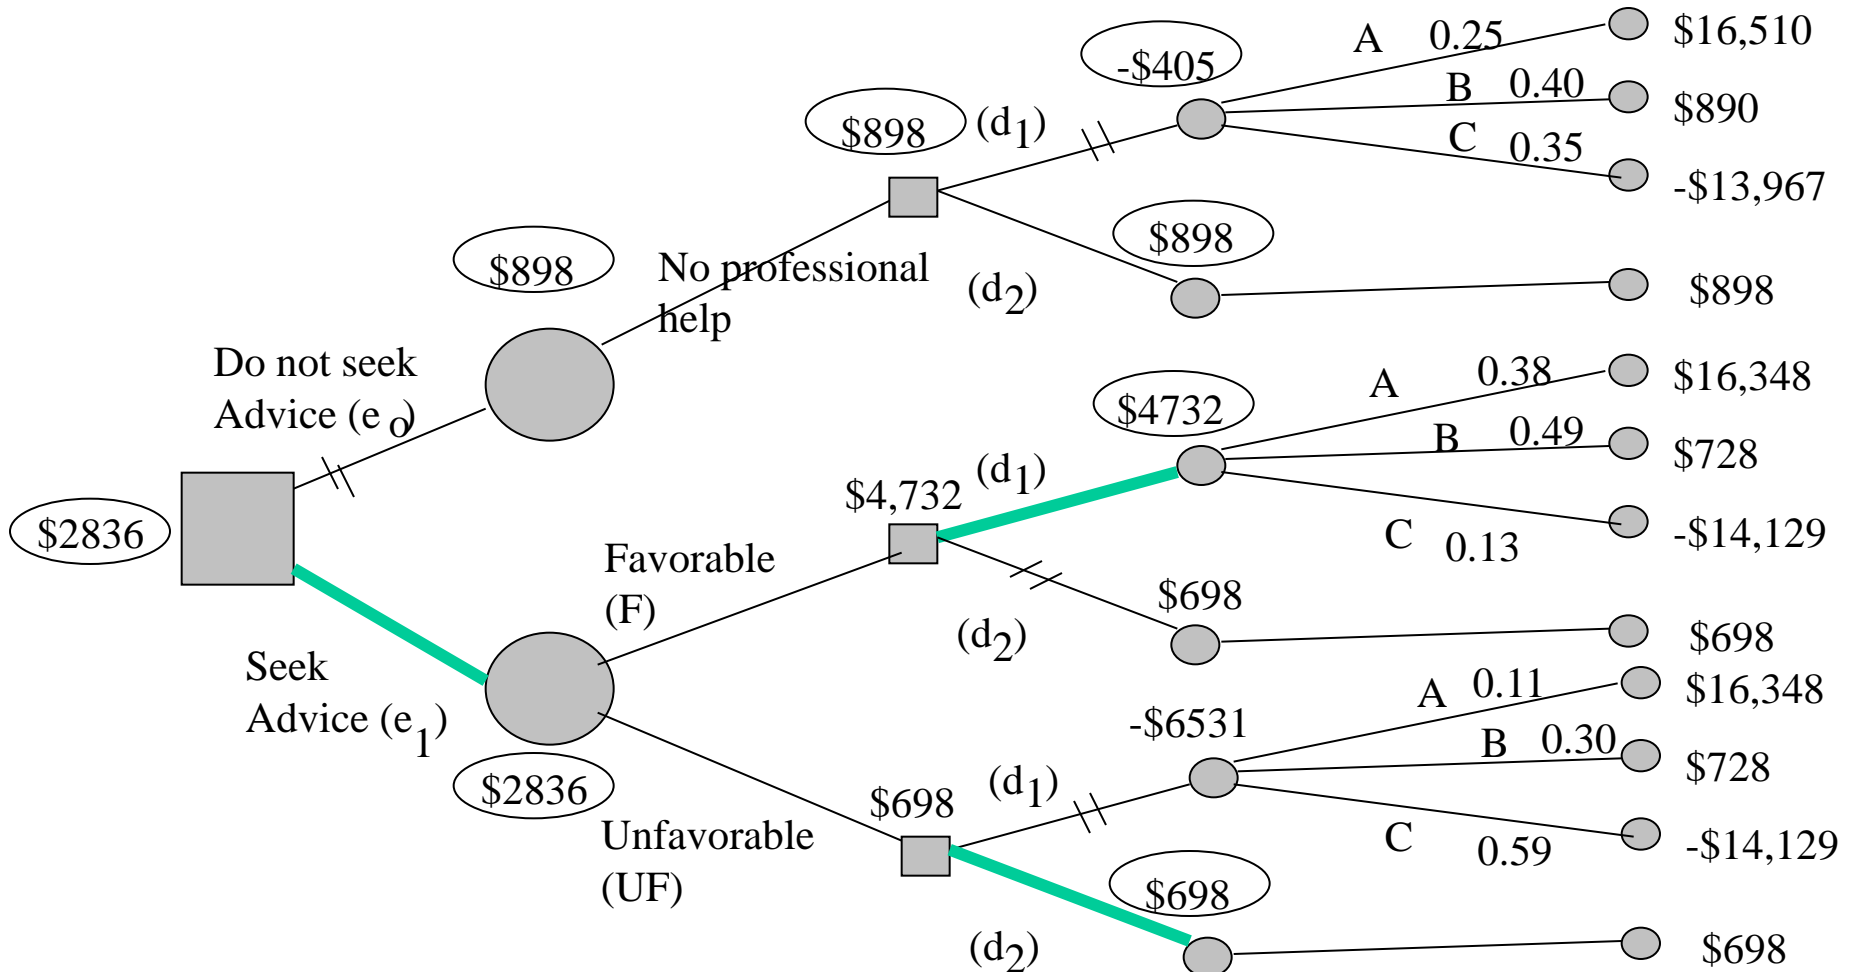 A 0.25 $16,510
-$405
B 0.40 $890
$898 (d1)
C 0.35 -$13,967
$898 $898
No professional
help
(d2) $898
Do not seek
Advice (e o)
A 0.38 $16,348
$4732
B 0.49 $728
$4,732 (d1)
$2836
C 0.13 -$14,129
Favorable
(F)
$698
(d2) $698
Seek
Advice (e1)
A 0.11 $16,348
-$6531
B 0.30 $728
$2836
$698 (d1)
C 0.59 -$14,129
Unfavorable
(UF)
$698
(d2) $698